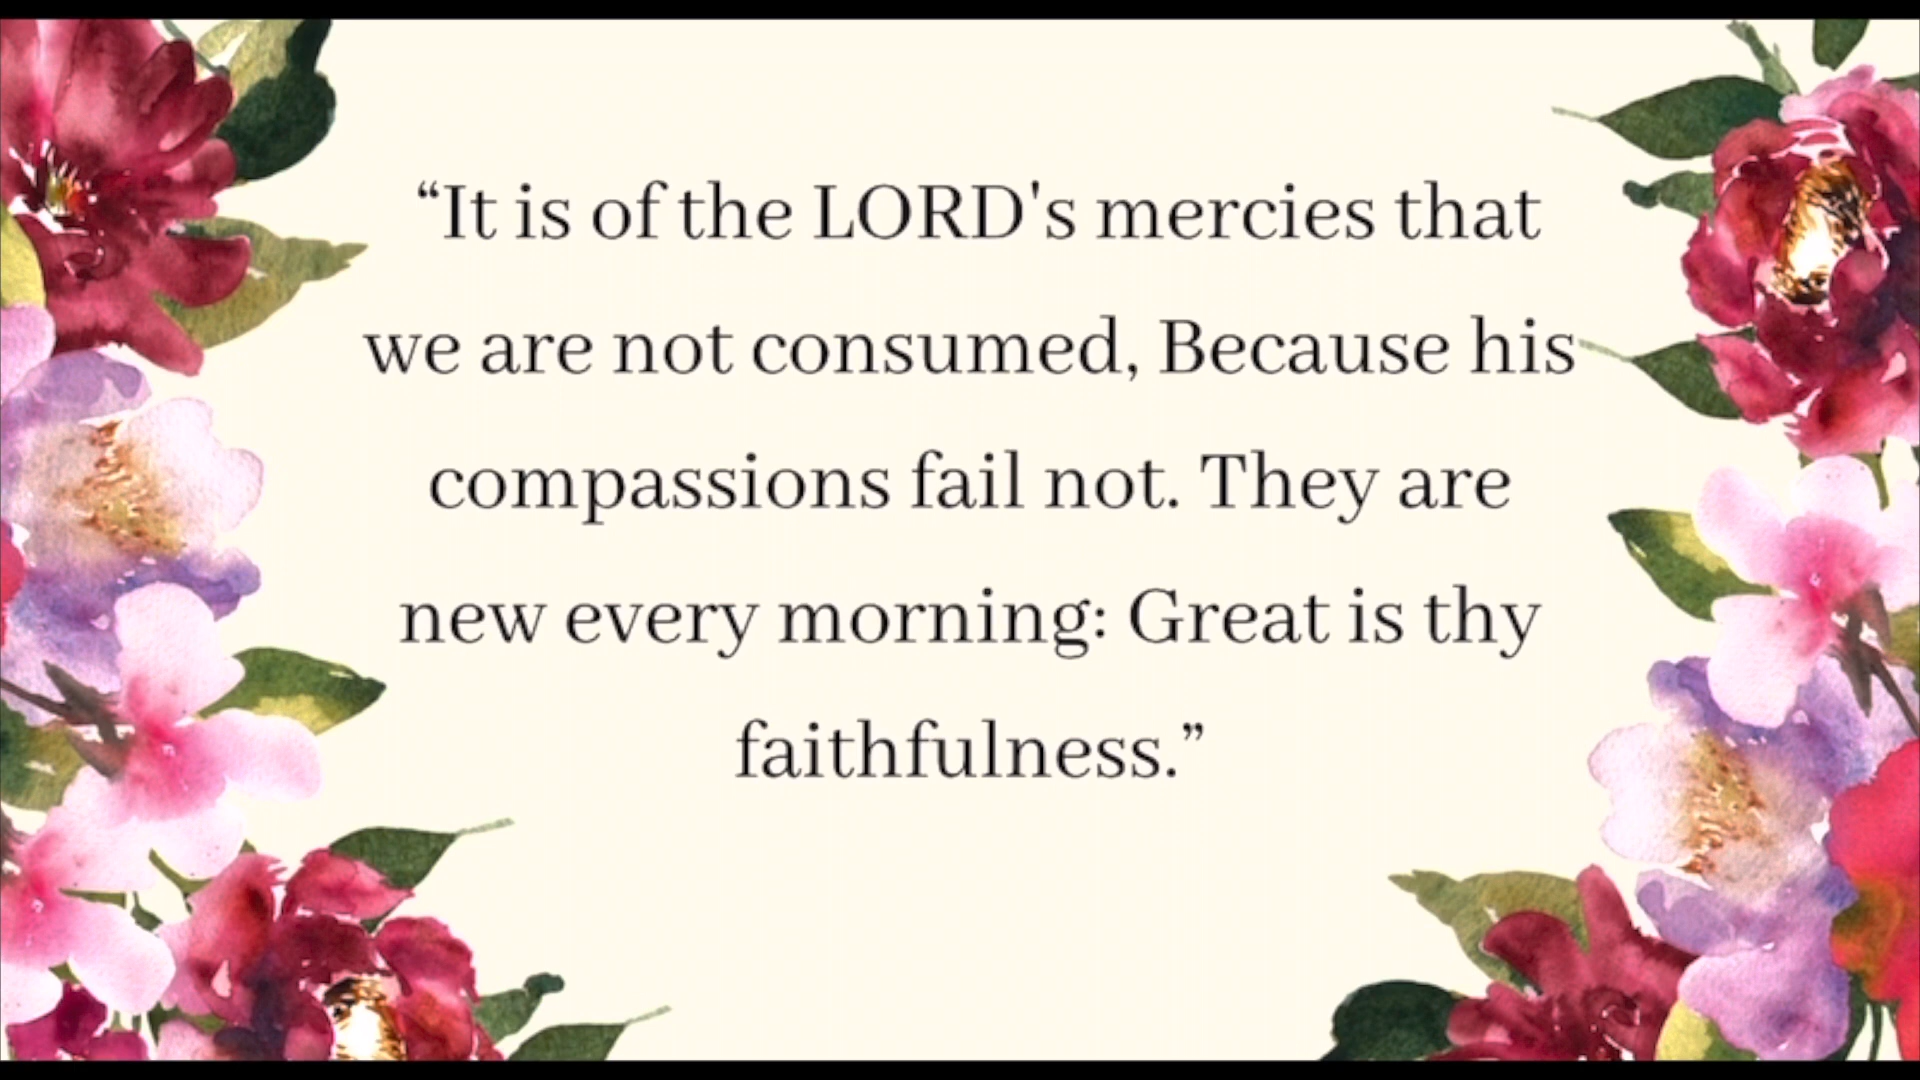 “It is of the LORD's mercies that
we are not consumed, Because his
compassions fail not. They are
new every morning: Great is thy
faithfulness.”